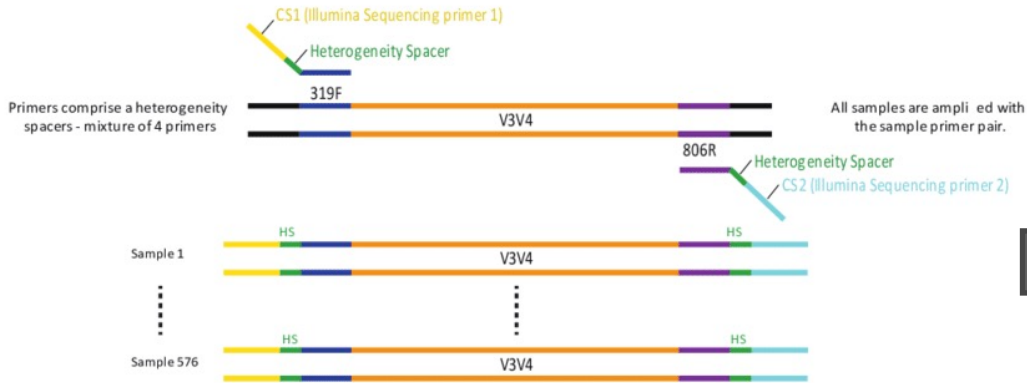 CS1 (Illumina Sequencing primer 1)
Heterogeneity Spacer
Primers comprise a heterogeneity
spacers - mixture of 4 primers
319F
V3V4
All samples are ampli ed with
the sample primer pair.
806R
Heterogeneity Spacer
CS2 (Illumina Sequencing primer 2)
HS
HS
Sample 1
V3V4
HS
HS
Sample 576
V3V4